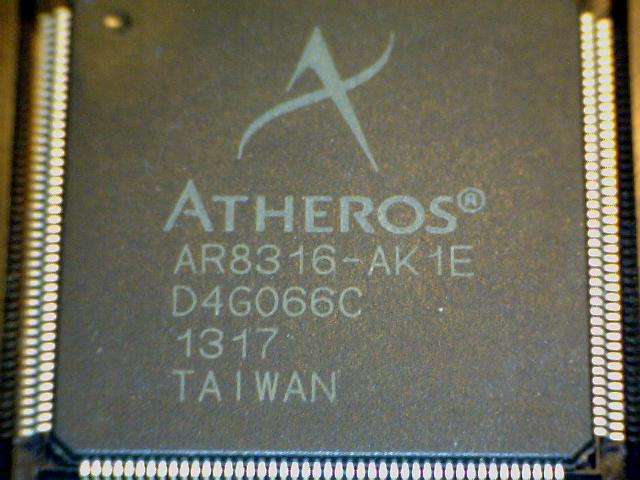 ATHEROS®
AR8316-AK1E
D4G066C
1317
TAIWAN